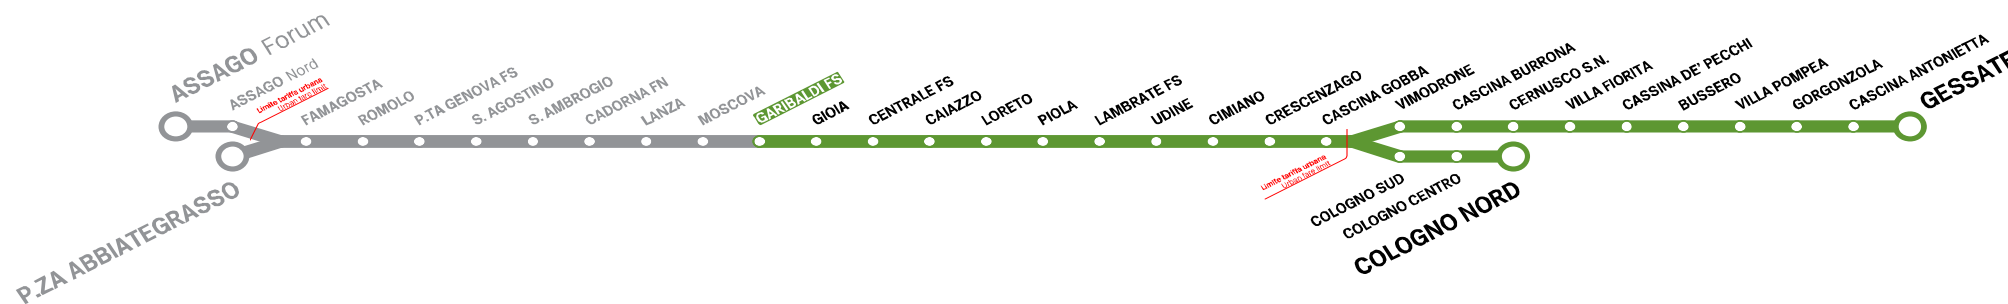 ASSAGO Forum
ASSAGO Nord
Limite tariffa urbana
Urban fare limit
P.ZA ABBIATEGRASSO
FAMAGOSTA
ROMOLO
P.TA GENOVA FS
S. AGOSTINO
S. AMBROGIO
CADORNA FN
LANZA
MOSCOVA
GARIBALDI FS
GIOIA
CENTRALE FS
CAIAZZO
LORETO
PIOLA
LAMBRATE FS
UDINE
CIMIANO
CRESCENZAGO
CASCINA GOBBA
Limite tariffa urbana
Urban fare limit
VIMODRONE
CASCINA BURRONA
CERNUSCO S.N.
VILLA FIORITA
CASSINA DE' PECCHI
BUSSERO
VILLA POMPEA
GORGONZOLA
CASCINA ANTONIETTA
GESSATE
COLOGNO SUD
COLOGNO CENTRO
COLOGNO NORD